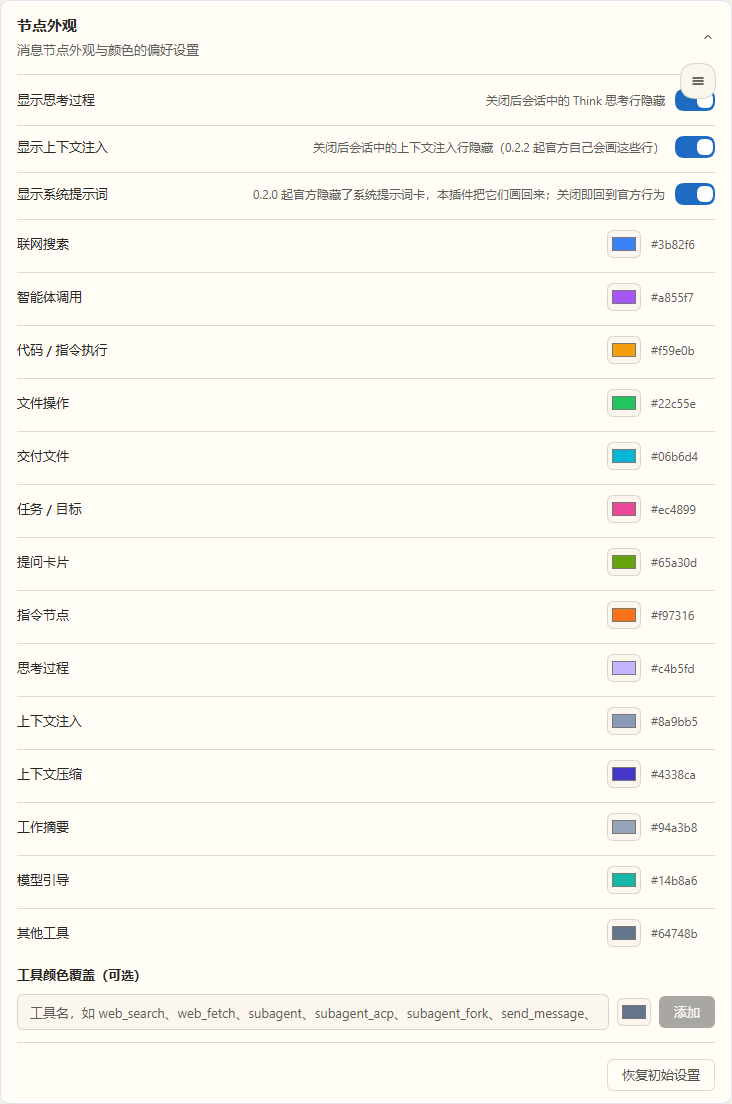 节点外观
消息节点外观与颜色的偏好设置
显示思考过程 关闭后会话中的 Think 思考行隐藏
显示上下文注入 关闭后会话中的上下文注入行隐藏（0.2.2 起官方自己会画这些行）
显示系统提示词 0.2.0 起官方隐藏了系统提示词卡，本插件把它们画回来；关闭即回到官方行为
联网搜索 #3b82f6
智能体调用 #a855f7
代码 / 指令执行 #f59e0b
文件操作 #22c55e
交付文件 #06b6d4
任务 / 目标 #ec4899
提问卡片 #65a30d
指令节点 #f97316
思考过程 #c4b5fd
上下文注入 #8a9bb5
上下文压缩 #4338ca
工作摘要 #94a3b8
模型引导 #14b8a6
其他工具 #64748b
工具颜色覆盖（可选）
工具名，如 web_search、web_fetch、subagent、subagent_acp、subagent_fork、send_message、 添加
恢复初始设置